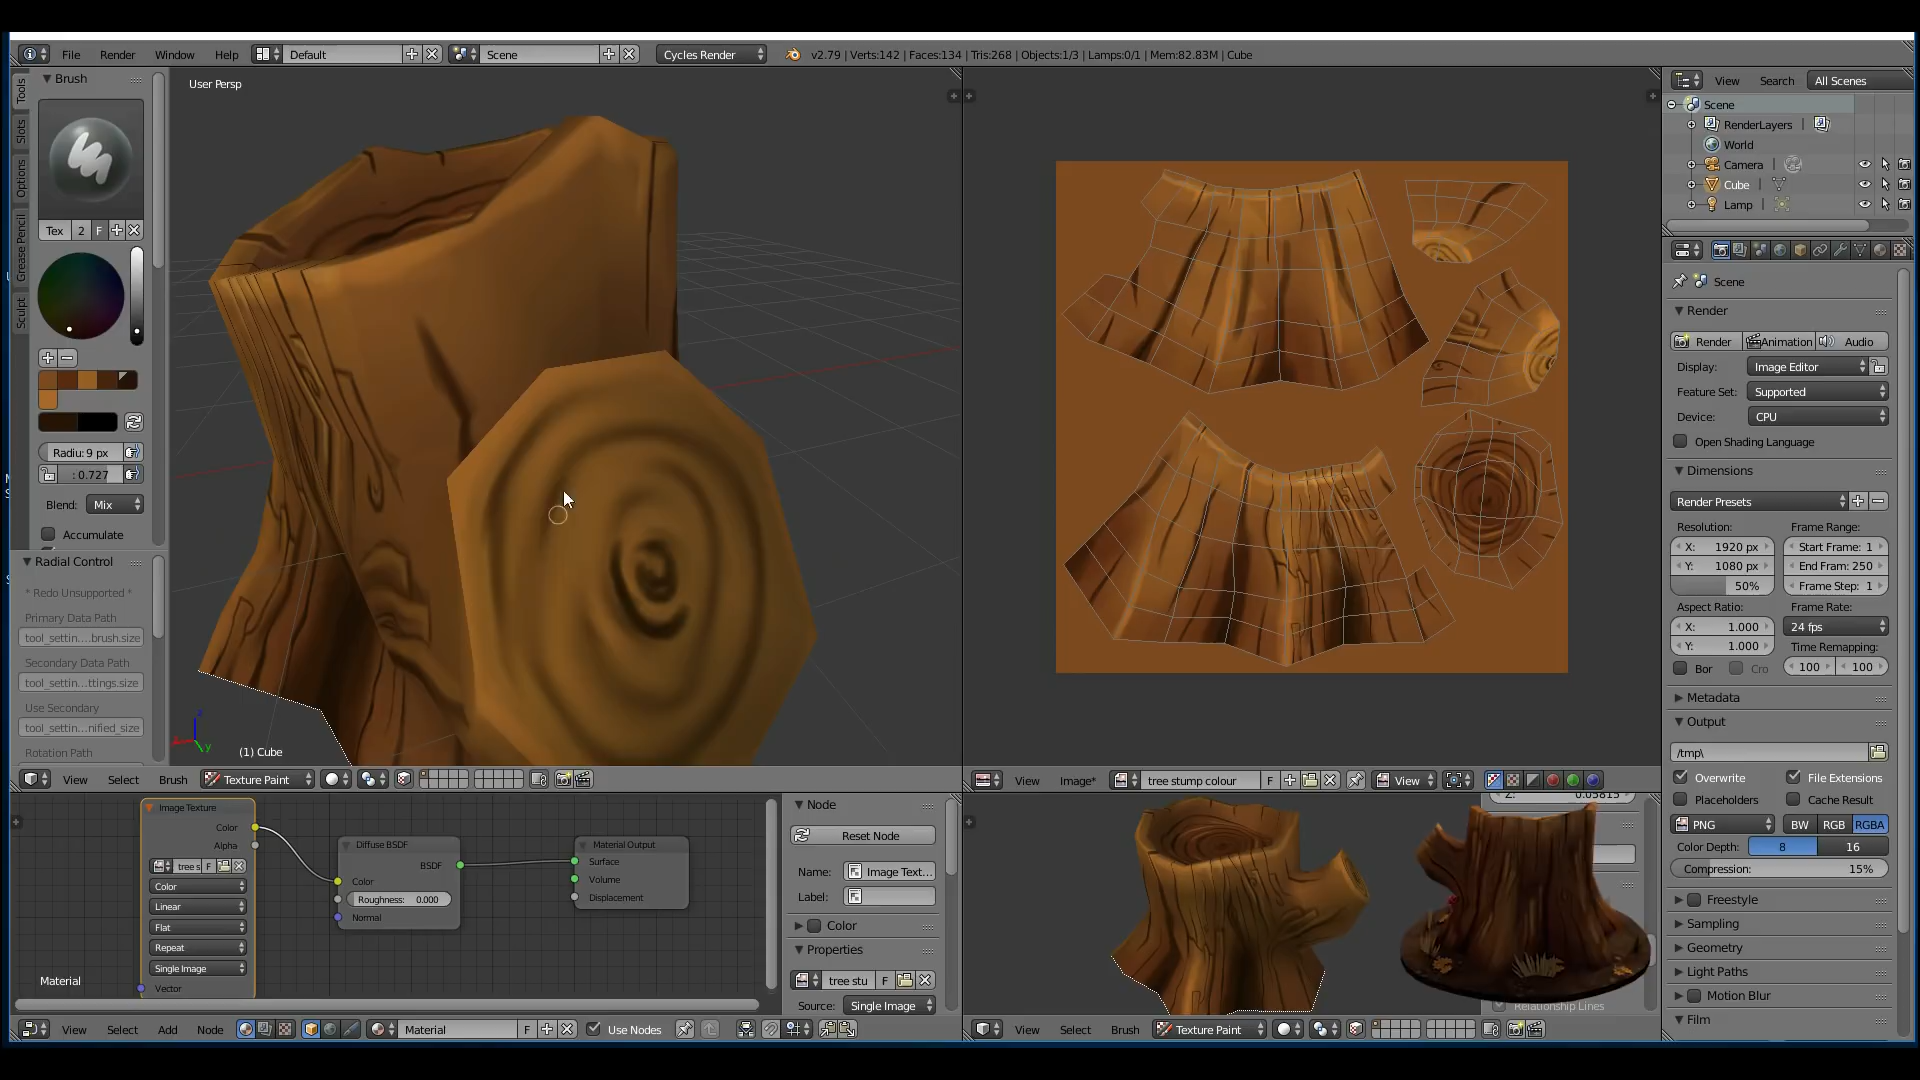 File Render Window Help Default Scene Cycles Render v2.79 | Verts:142 | Faces:134 | Tris:268 | Objects:1/3 | Lamps:0/1 | Mem:82.83M | Cube
Tools
Slots
Options
Grease Pencil
Sculpt
Brush
Tex 2 F
Radiu: 9 px
: 0.727
Blend: Mix
Accumulate
Radial Control
* Redo Unsupported *
Primary Data Path
tool_settin....brush.size
Secondary Data Path
tool_settin...ttings.size
Use Secondary
tool_settin...nified_size
Rotation Path
User Persp
z
y
(1) Cube
View Select Brush Texture Paint
View Image* tree stump colour F View
Image Texture
Color
Alpha
tree s F
Color
Linear
Flat
Repeat
Single Image
Vector
Diffuse BSDF
BSDF
Color
Roughness: 0.000
Normal
Material Output
Surface
Volume
Displacement
Material
Node
Reset Node
Name: Image Text...
Label:
Color
Properties
tree stu F
Source: Single Image
View Select Add Node Material F Use Nodes
Z: 0.05815
Relationship Lines
View Select Brush Texture Paint
View Search All Scenes
Scene
RenderLayers |
World
Camera |
Cube |
Lamp |
Scene
Render
Render Animation Audio
Display: Image Editor
Feature Set: Supported
Device: CPU
Open Shading Language
Dimensions
Render Presets
Resolution: Frame Range:
X: 1920 px Start Frame: 1
Y: 1080 px End Fram: 250
50% Frame Step: 1
Aspect Ratio: Frame Rate:
X: 1.000 24 fps
Y: 1.000 Time Remapping:
Bor Cro 100 100
Metadata
Output
/tmp\
Overwrite File Extensions
Placeholders Cache Result
PNG BW RGB RGBA
Color Depth: 8 16
Compression: 15%
Freestyle
Sampling
Geometry
Light Paths
Motion Blur
Film